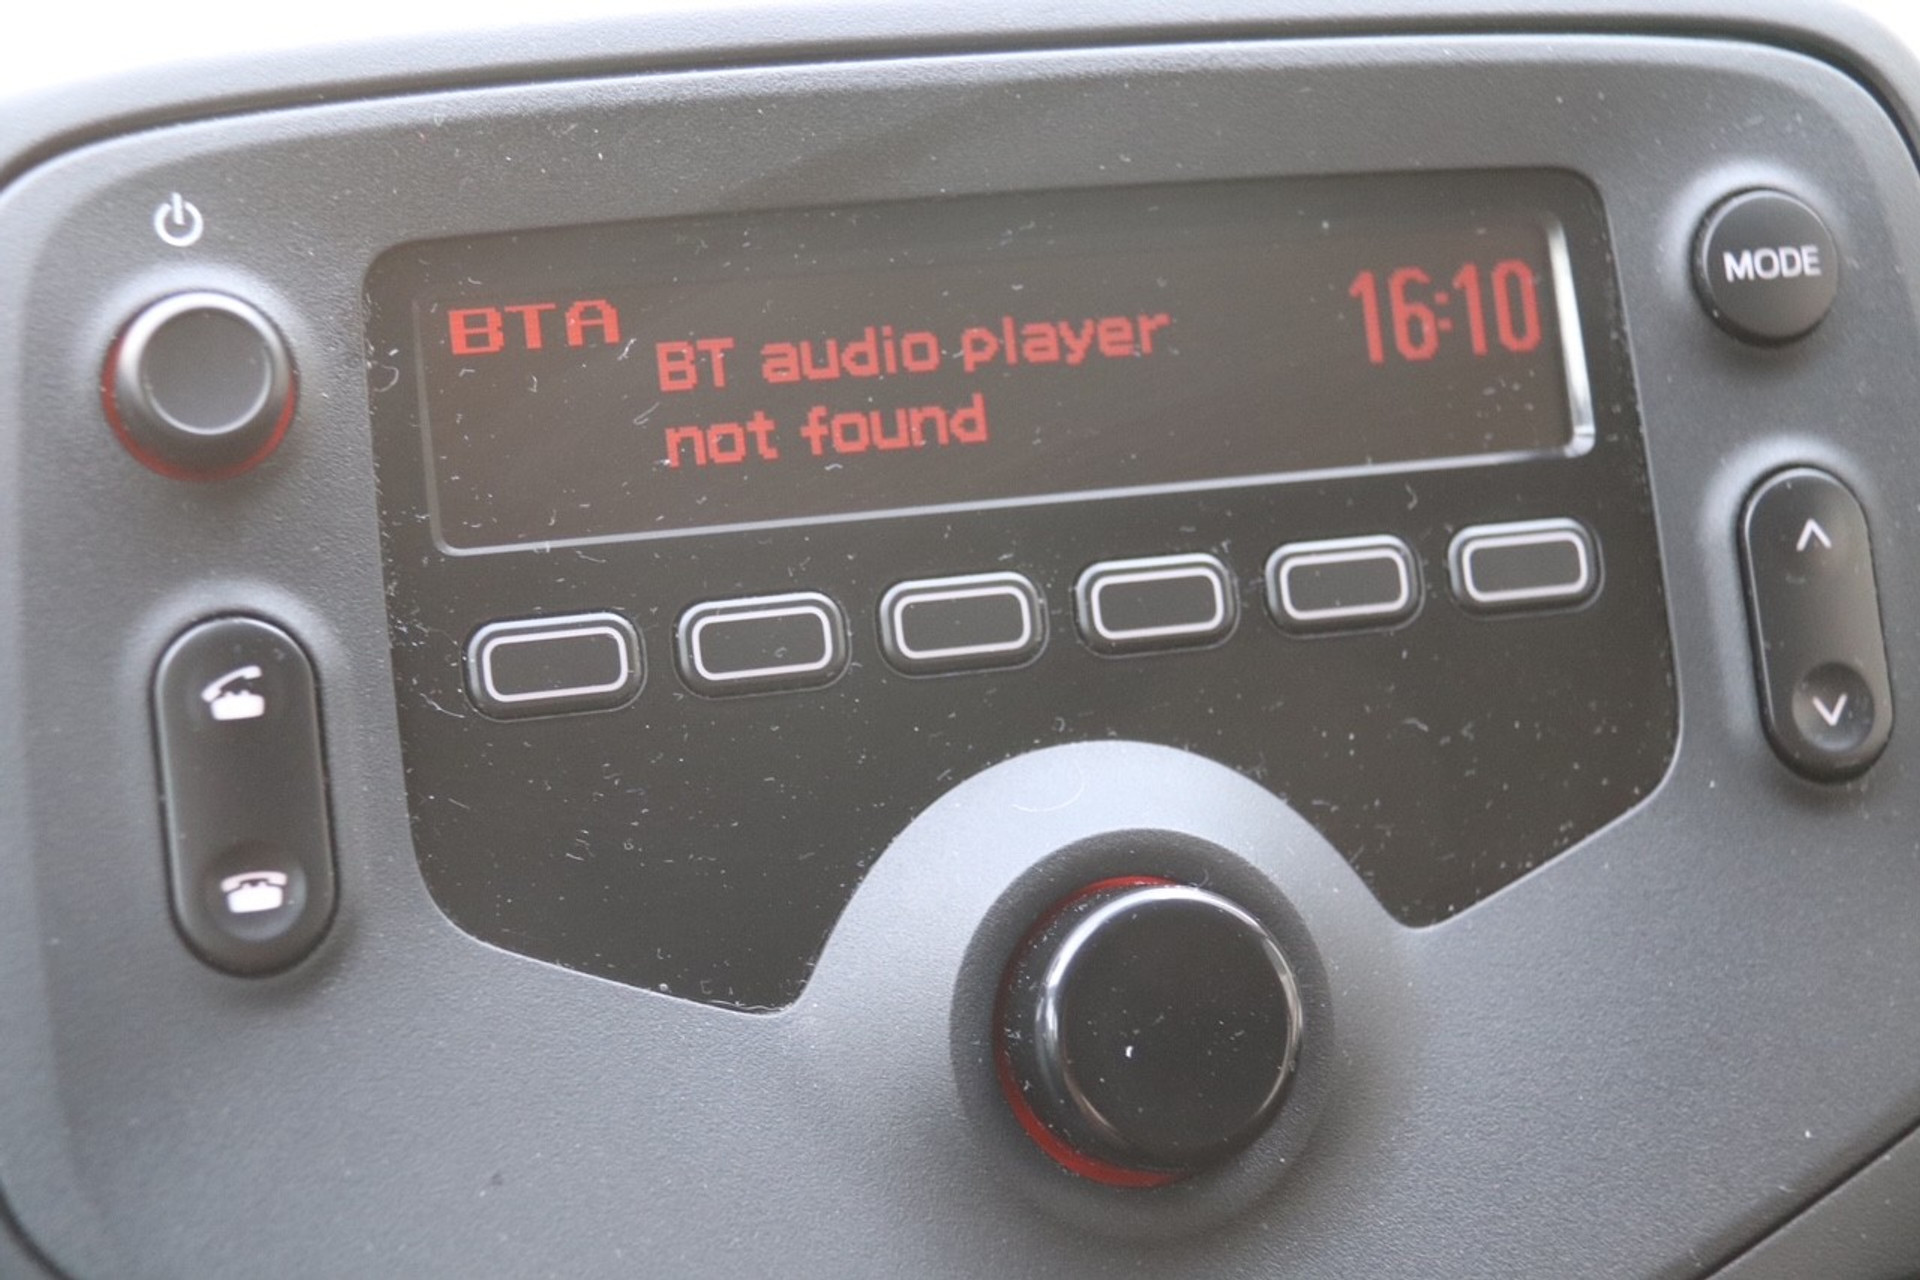 BTA
BT audio player
not found
16:10
MODE